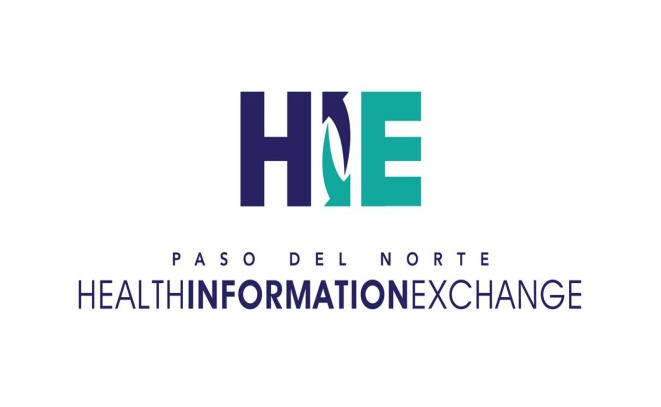 HIE
PASO DEL NORTE
HEALTHINFORMATIONEXCHANGE